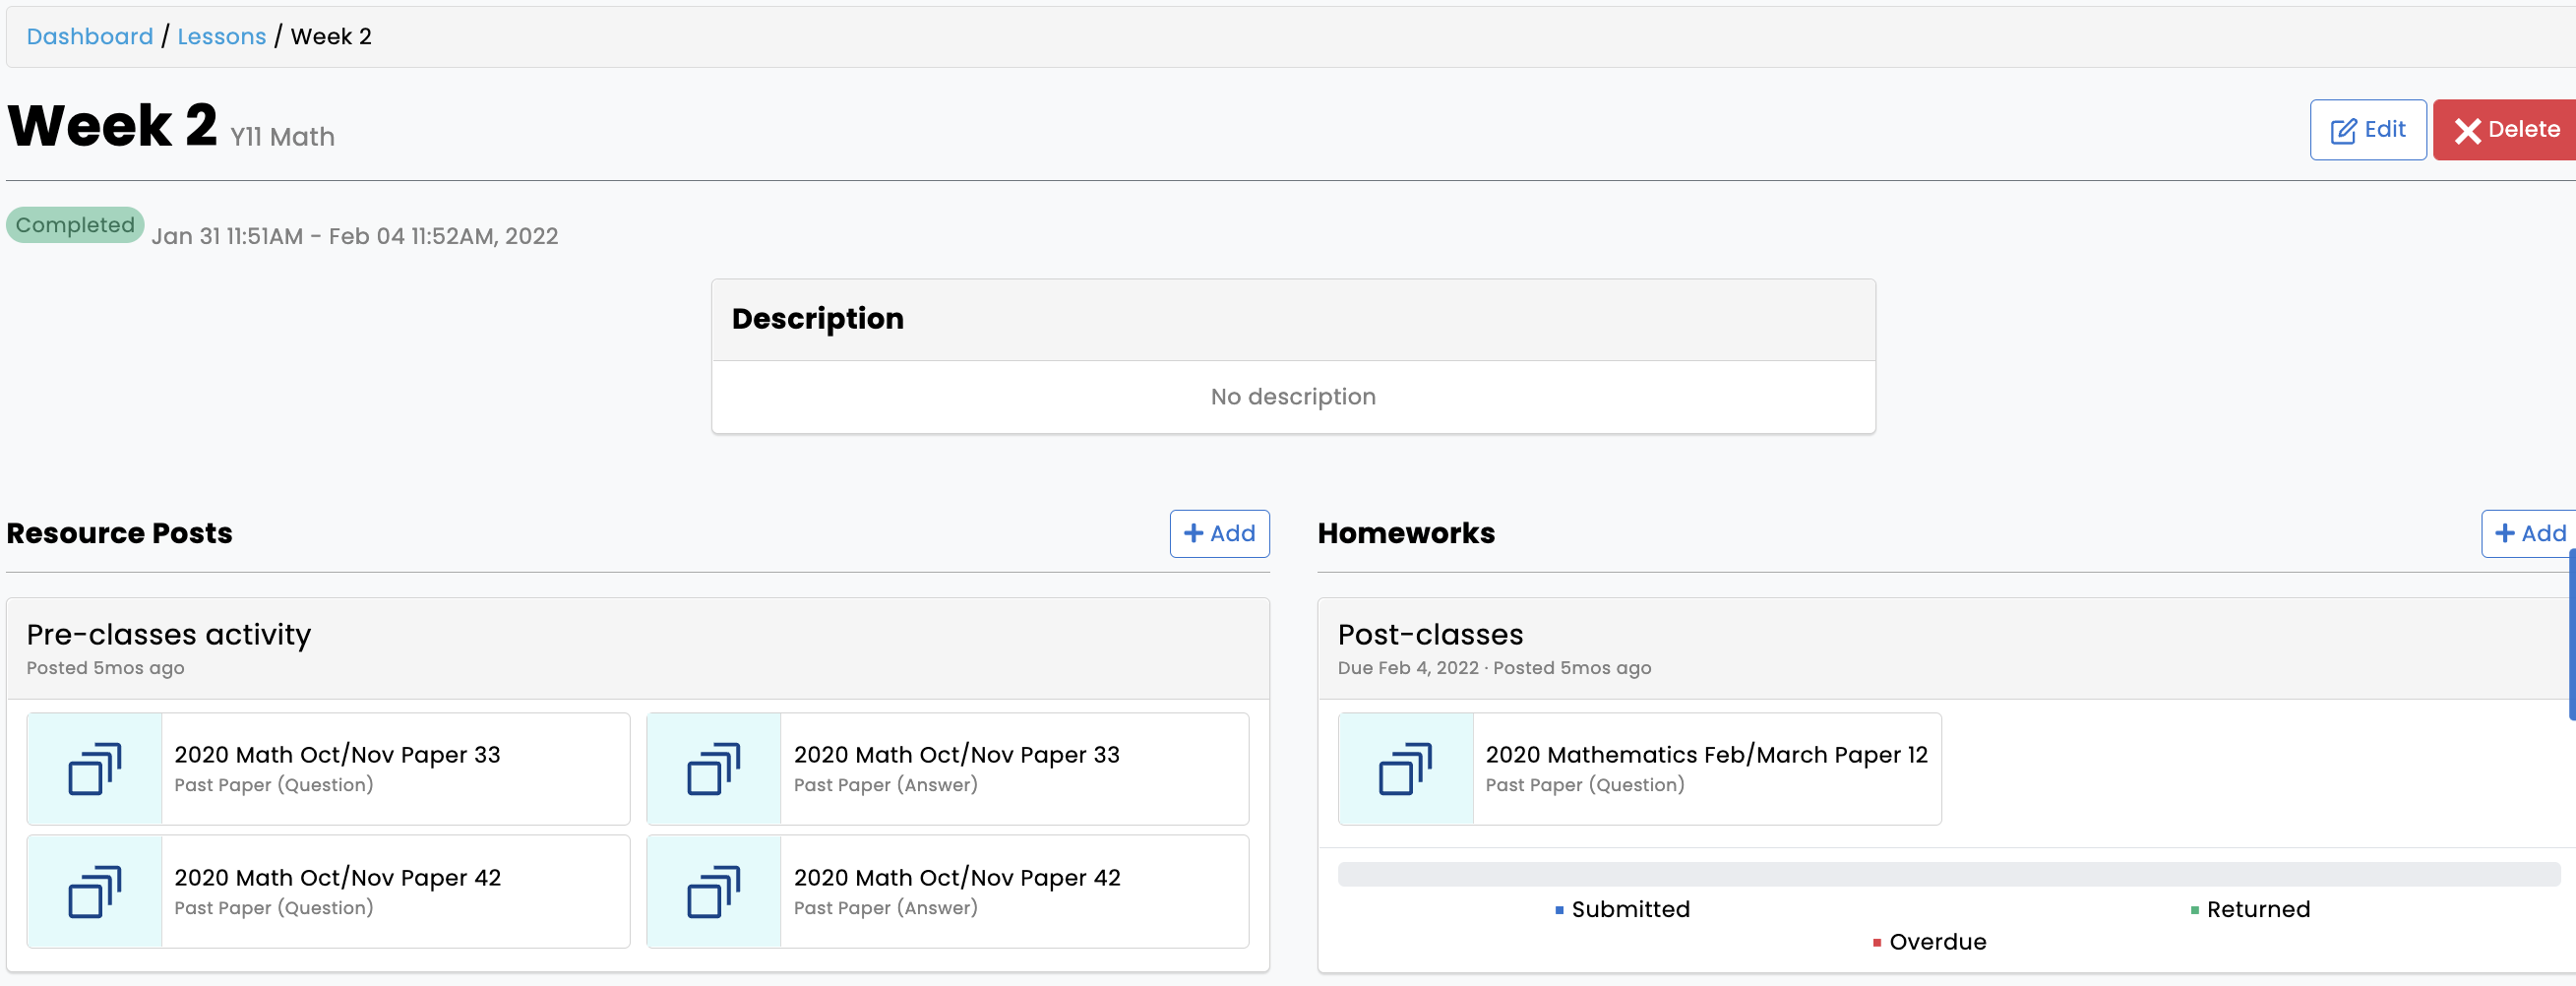 Dashboard / Lessons / Week 2
Week 2 Y11 Math
Edit
Delete
Completed Jan 31 11:51AM - Feb 04 11:52AM, 2022
Description
No description
Resource Posts
Add
Pre-classes activity
Posted 5mos ago
2020 Math Oct/Nov Paper 33
Past Paper (Question)
2020 Math Oct/Nov Paper 33
Past Paper (Answer)
2020 Math Oct/Nov Paper 42
Past Paper (Question)
2020 Math Oct/Nov Paper 42
Past Paper (Answer)
Homeworks
Add
Post-classes
Due Feb 4, 2022 · Posted 5mos ago
2020 Mathematics Feb/March Paper 12
Past Paper (Question)
Submitted
Returned
Overdue